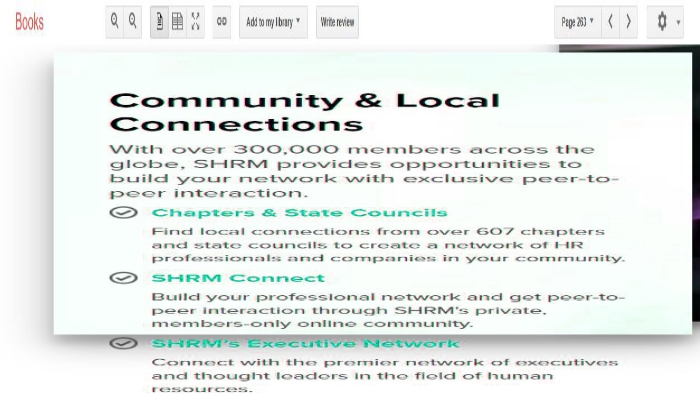 Books
Add to my library
Write review
Page 263
Community & Local
Connections
With over 300,000 members across the
globe, SHRM provides opportunities to
build your network with exclusive peer-to-
peer interaction.
Chapters & State Councils
Find local connections from over 607 chapters
and state councils to create a network of HR
professionals and companies in your community.
SHRM Connect
Build your professional network and get peer-to-
peer interaction through SHRM's private,
members-only online community.
SHRM's Executive Network
Connect with the premier network of executives
and thought leaders in the field of human
resources.